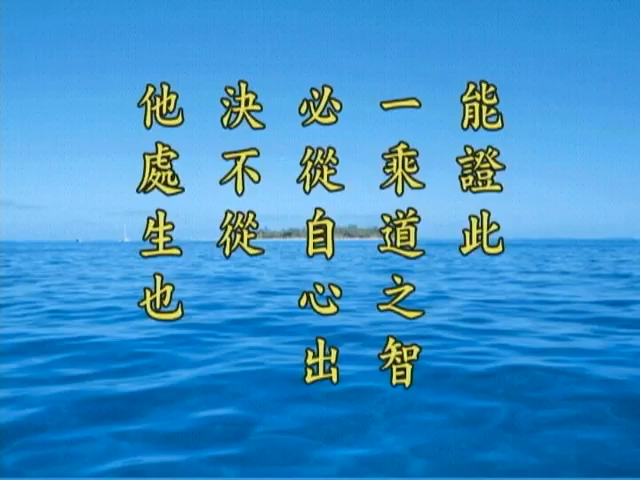 能證此
一乘道之智
必從自心出
決不從
他處生也